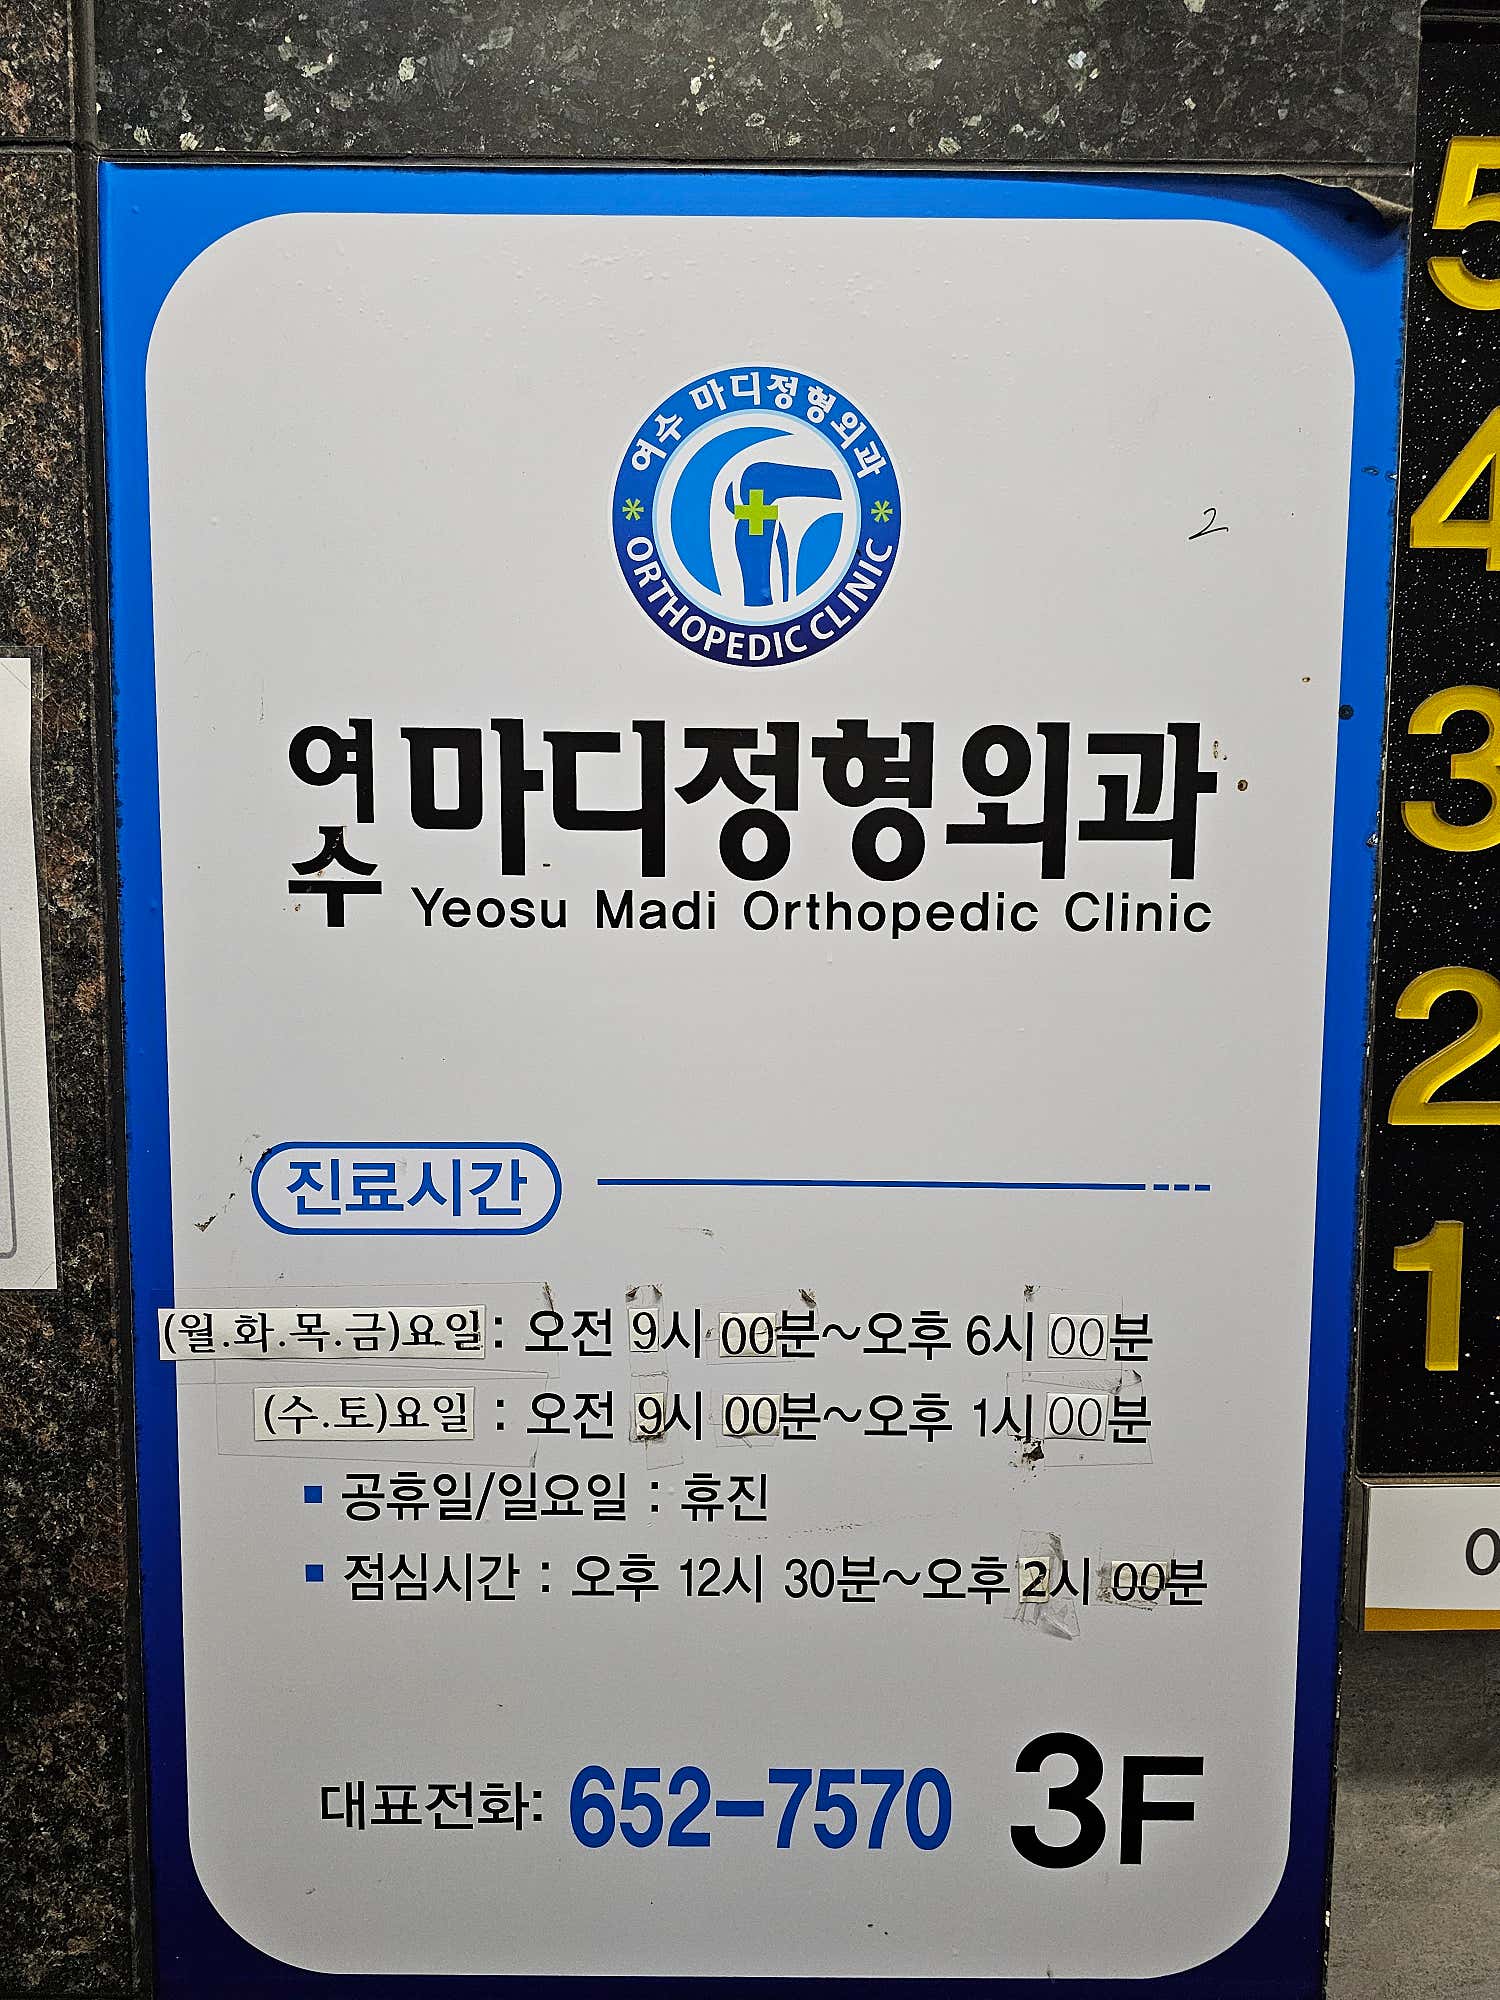 여수 마디정형외과
ORTHOPEDIC CLINIC
2
여수 마디정형외과
Yeosu Madi Orthopedic Clinic
진료시간
(월.화.목.금)요일: 오전 9시 00분~오후 6시 00분
(수.토)요일 : 오전 9시 00분~오후 1시 00분
공휴일/일요일 : 휴진
점심시간 : 오후 12시 30분~오후 2시 00분
대표전화: 652-7570 3F
5
4
3
2
1